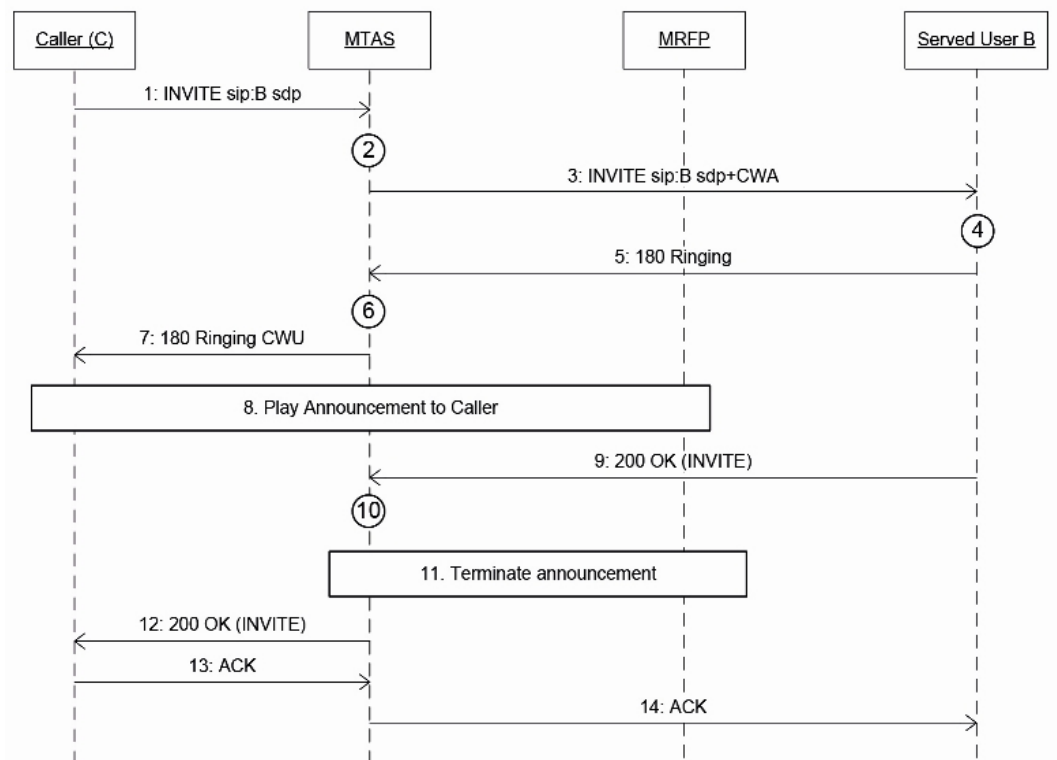 Caller (C)
MTAS
MRFP
Served User B
1: INVITE sip:B sdp
2
3: INVITE sip:B sdp+CWA
4
5: 180 Ringing
6
7: 180 Ringing CWU
8. Play Announcement to Caller
9: 200 OK (INVITE)
10
11. Terminate announcement
12: 200 OK (INVITE)
13: ACK
14: ACK